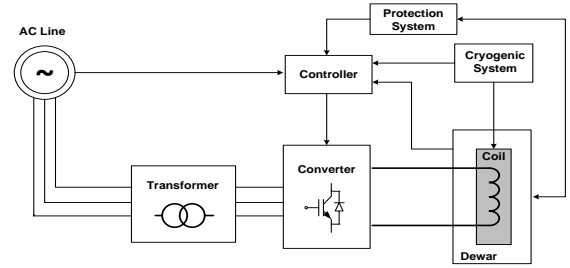 Protection
System
AC Line
~
Controller
Cryogenic
System
Converter
Coil
Transformer
Dewar